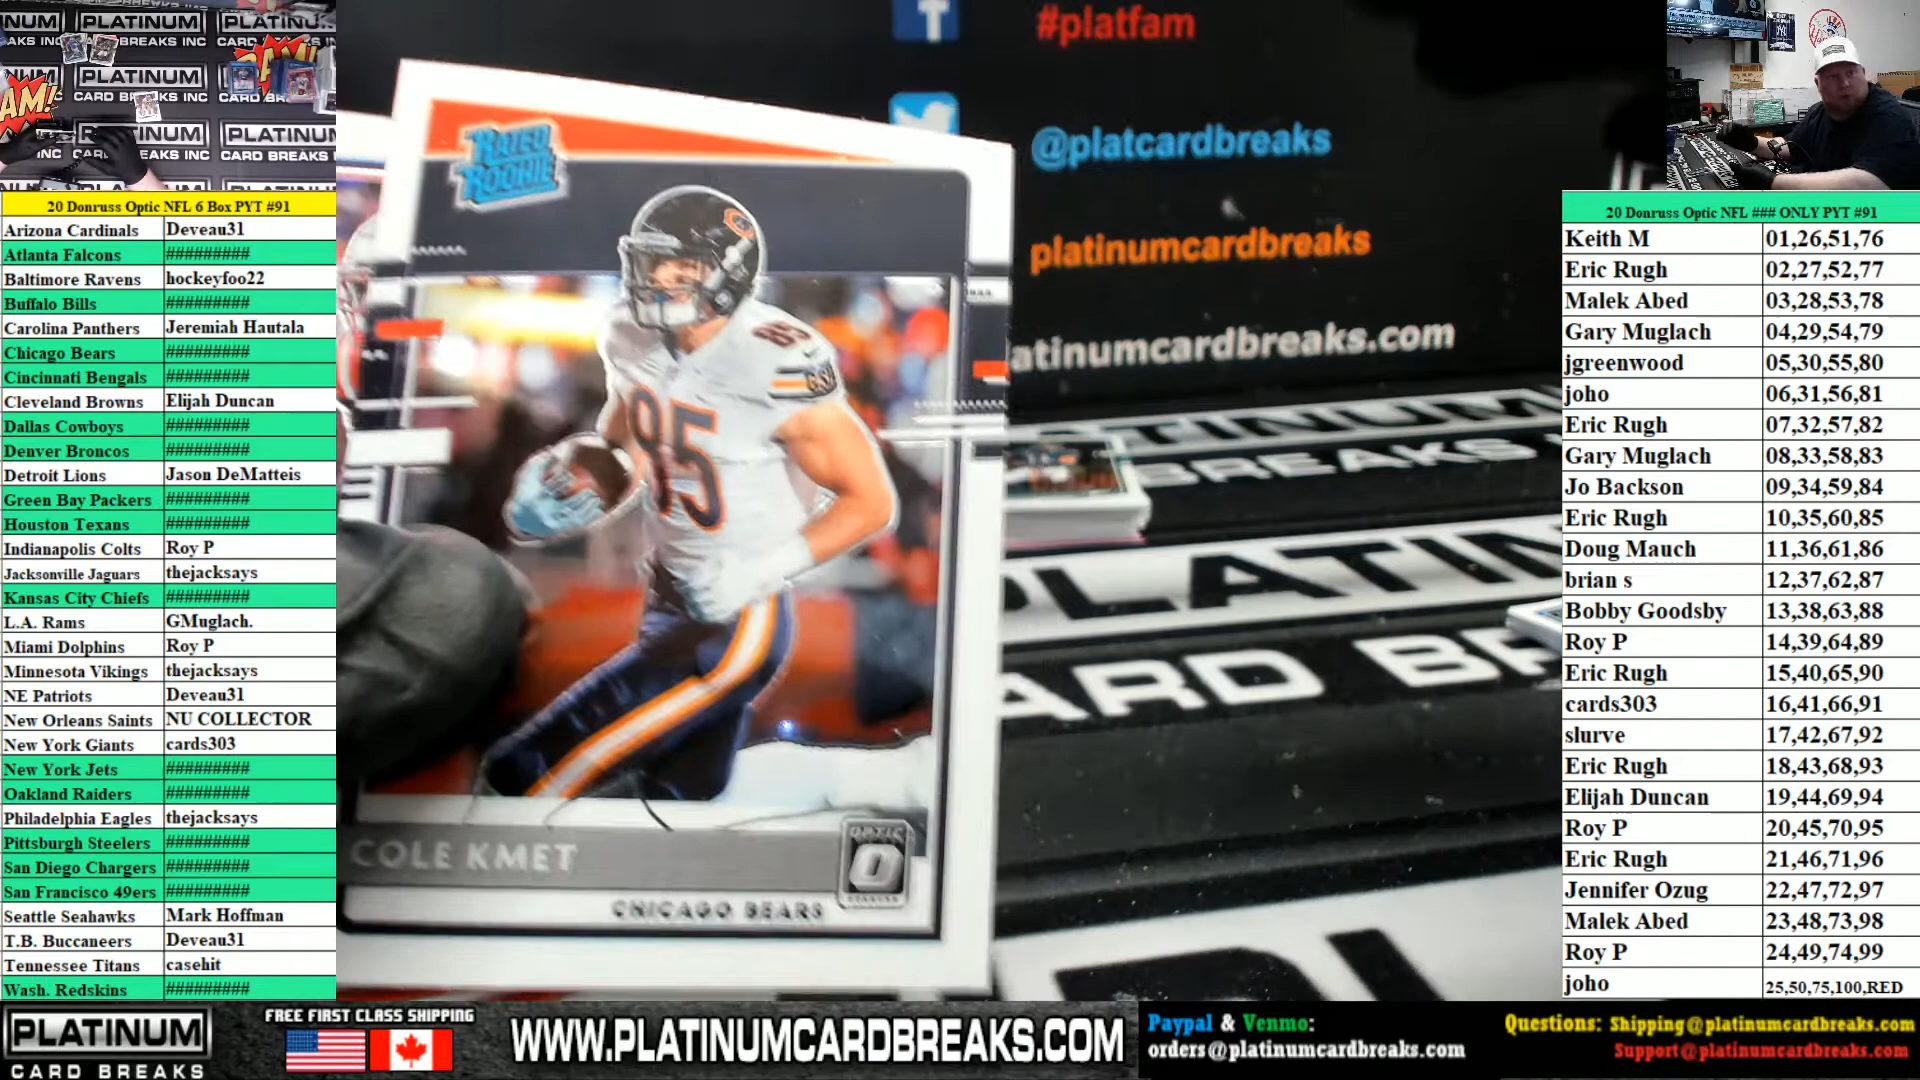 PLATINUM
CARD BREAKS INC
BAM!
#platfam
@platcardbreaks
platinumcardbreaks
atinumcardbreaks.com
20 Donruss Optic NFL 6 Box PYT #91
Arizona Cardinals Deveau31
Atlanta Falcons #########
Baltimore Ravens hockeyfoo22
Buffalo Bills #########
Carolina Panthers Jeremiah Hautala
Chicago Bears #########
Cincinnati Bengals #########
Cleveland Browns Elijah Duncan
Dallas Cowboys #########
Denver Broncos #########
Detroit Lions Jason DeMatteis
Green Bay Packers #########
Houston Texans #########
Indianapolis Colts Roy P
Jacksonville Jaguars thejacksays
Kansas City Chiefs #########
L.A. Rams GMuglach.
Miami Dolphins Roy P
Minnesota Vikings thejacksays
NE Patriots Deveau31
New Orleans Saints NU COLLECTOR
New York Giants cards303
New York Jets #########
Oakland Raiders #########
Philadelphia Eagles thejacksays
Pittsburgh Steelers #########
San Diego Chargers #########
San Francisco 49ers #########
Seattle Seahawks Mark Hoffman
T.B. Buccaneers Deveau31
Tennessee Titans casehit
Wash. Redskins #########
RATED
ROOKIE
85
85
GSH
COLE KMET
OPTIC
CHICAGO BEARS
PLATINUM
BREAKS
PLATIN
ARD BR
20 Donruss Optic NFL ### ONLY PYT #91
Keith M 01,26,51,76
Eric Rugh 02,27,52,77
Malek Abed 03,28,53,78
Gary Muglach 04,29,54,79
jgreenwood 05,30,55,80
joho 06,31,56,81
Eric Rugh 07,32,57,82
Gary Muglach 08,33,58,83
Jo Backson 09,34,59,84
Eric Rugh 10,35,60,85
Doug Mauch 11,36,61,86
brian s 12,37,62,87
Bobby Goodsby 13,38,63,88
Roy P 14,39,64,89
Eric Rugh 15,40,65,90
cards303 16,41,66,91
slurve 17,42,67,92
Eric Rugh 18,43,68,93
Elijah Duncan 19,44,69,94
Roy P 20,45,70,95
Eric Rugh 21,46,71,96
Jennifer Ozug 22,47,72,97
Malek Abed 23,48,73,98
Roy P 24,49,74,99
joho 25,50,75,100,RED
PLATINUM
CARD BREAKS
FREE FIRST CLASS SHIPPING
WWW.PLATINUMCARDBREAKS.COM
Paypal & Venmo:
orders@platinumcardbreaks.com
Questions: Shipping@platinumcardbreaks.com
Support@platinumcardbreaks.com